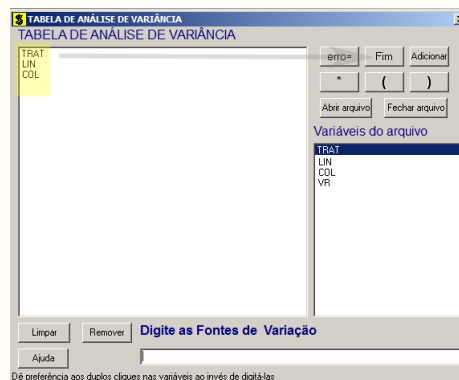 TABELA DE ANÁLISE DE VARIÂNCIA
TABELA DE ANÁLISE DE VARIÂNCIA
TRAT
LIN
COL
erro= Fim Adicionar
* ( )
Abrir arquivo Fechar arquivo
Variáveis do arquivo
TRAT
LIN
COL
VR
Limpar Remover Digite as Fontes de Variação
Ajuda
Dê preferência aos duplos cliques nas variáveis ao invés de digitá-las